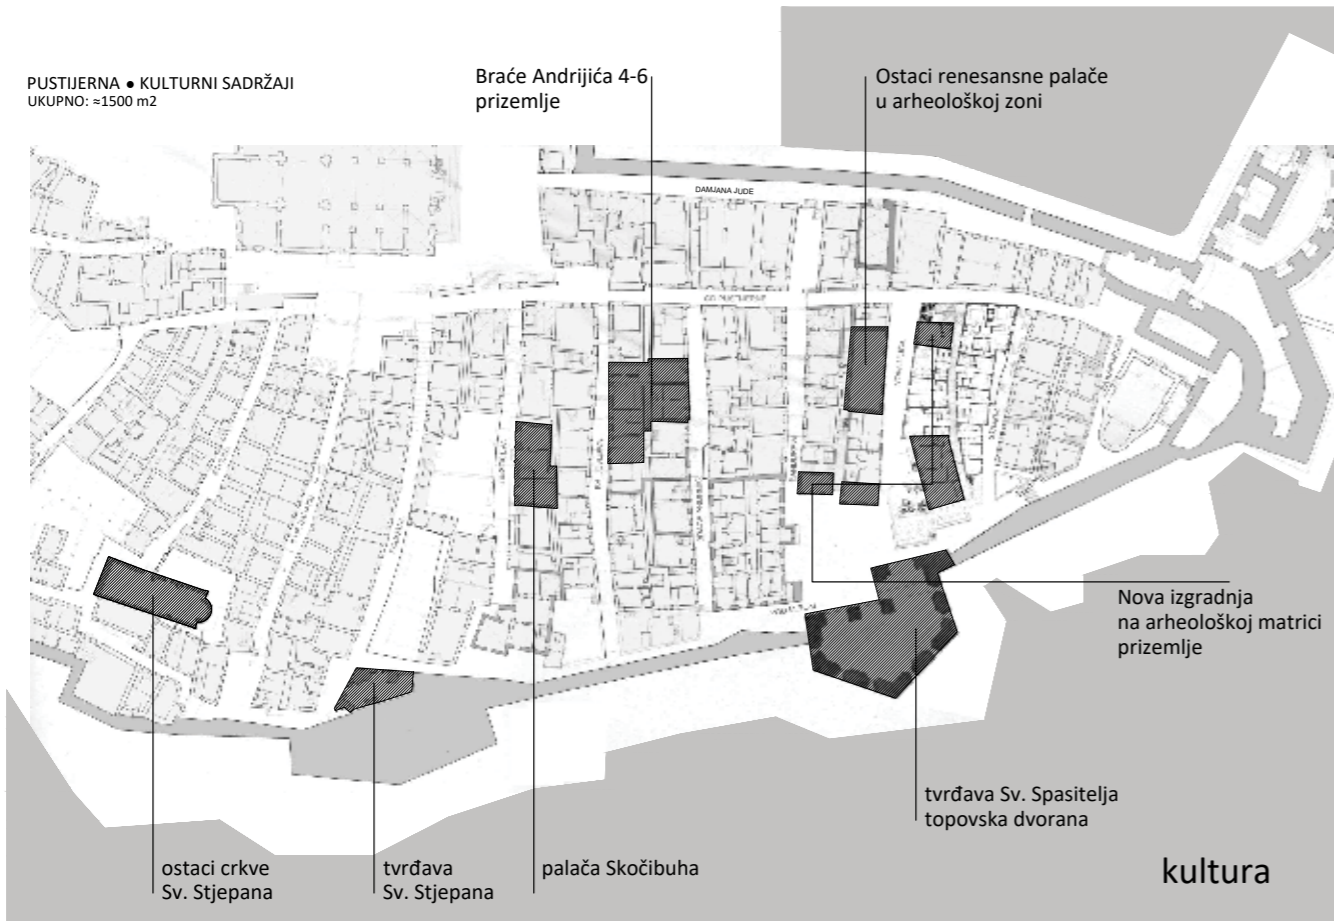 PUSTIJERNA ● KULTURNI SADRŽAJI
UKUPNO: ≈1500 m2
Braće Andrijića 4-6
prizemlje
Ostaci renesansne palače
u arheološkoj zoni
DAMJANA JUDE
Nova izgradnja
na arheološkoj matrici
prizemlje
tvrđava Sv. Spasitelja
topovska dvorana
ostaci crkve
Sv. Stjepana
tvrđava
Sv. Stjepana
palača Skočibuha
kultura